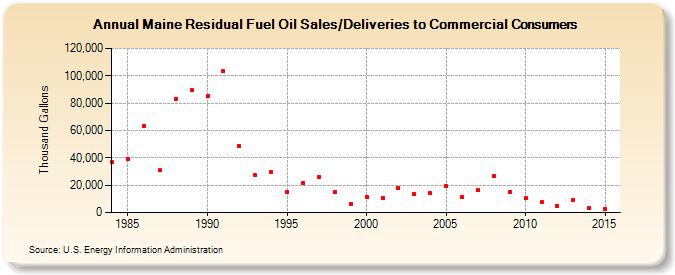 Annual Maine Residual Fuel Oil Sales/Deliveries to Commercial Consumers
Thousand Gallons
120,000
100,000
80,000
60,000
40,000
20,000
0
1985 1990 1995 2000 2005 2010 2015
Source: U.S. Energy Information Administration